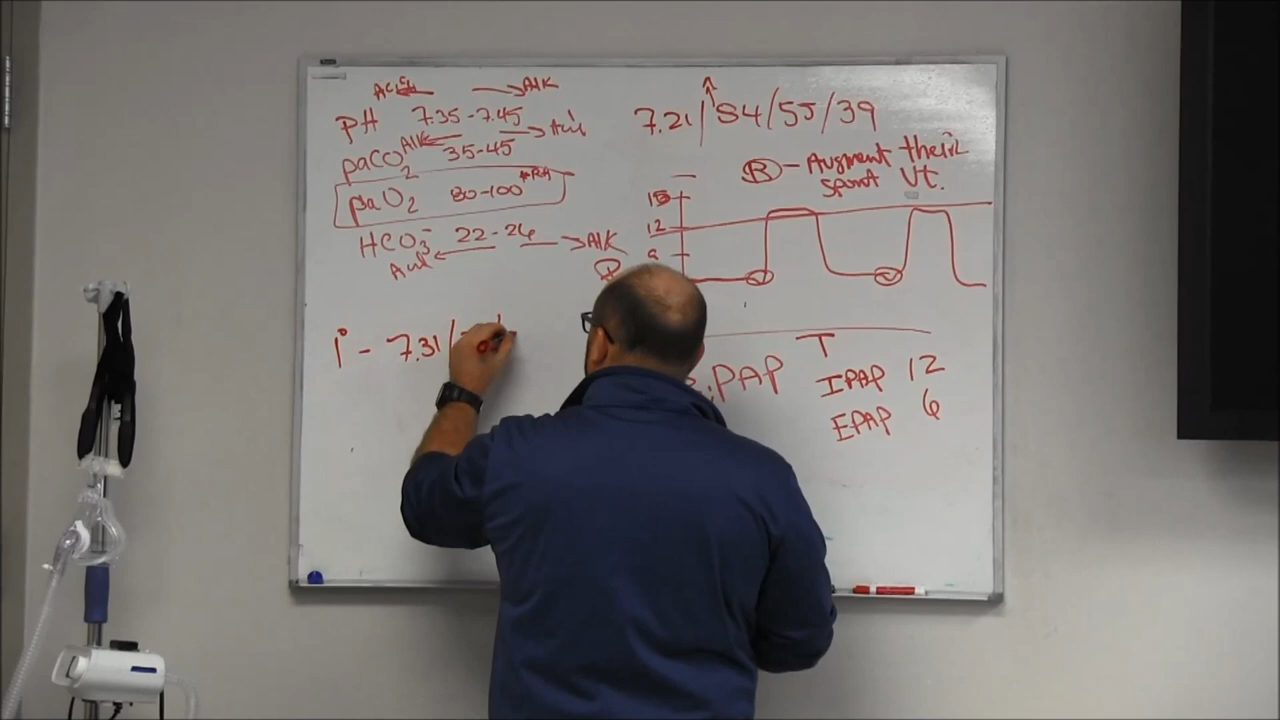 Acid → Alk
pH 7.35-7.45
Alk ← → Acid
paCO2 35-45
paO2 80-100 *RA
HCO3- 22-26 → Alk
Acid ←
i - 7.31/
7.21/84/55/39
R - Augment their
spont Vt.
15
12
9
T
BiPAP
IPAP 12
EPAP 6